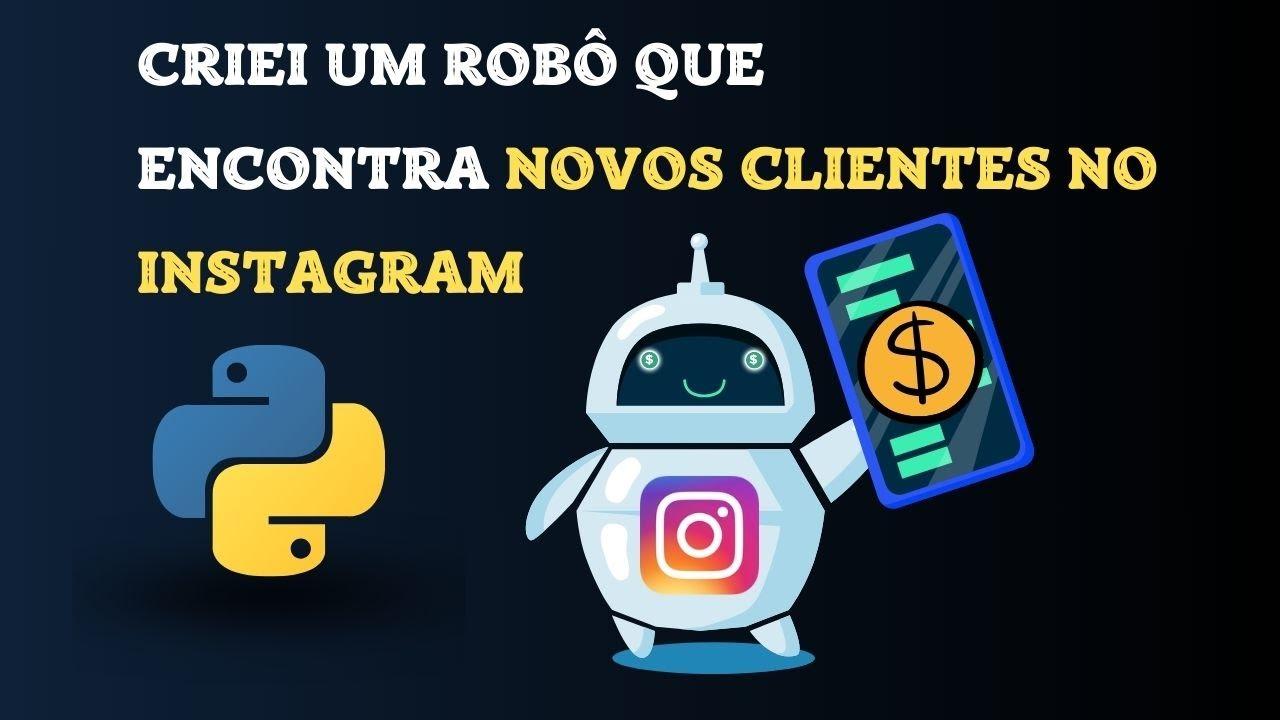 CRIEI UM ROBÔ QUE
ENCONTRA NOVOS CLIENTES NO
INSTAGRAM
$
$
$